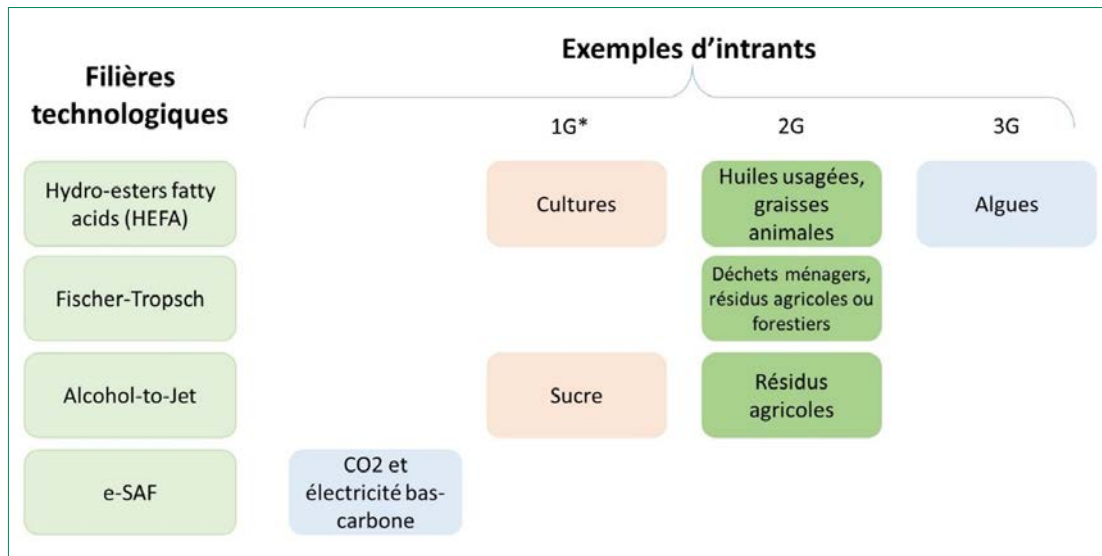 Exemples d'intrants
Filières
technologiques
1G*
2G
3G
Hydro-esters fatty
acids (HEFA)
Cultures
Huiles usagées,
graisses
animales
Algues
Fischer-Tropsch
Déchets ménagers,
résidus agricoles ou
forestiers
Alcohol-to-Jet
Sucre
Résidus
agricoles
e-SAF
CO2 et
électricité bas-
carbone